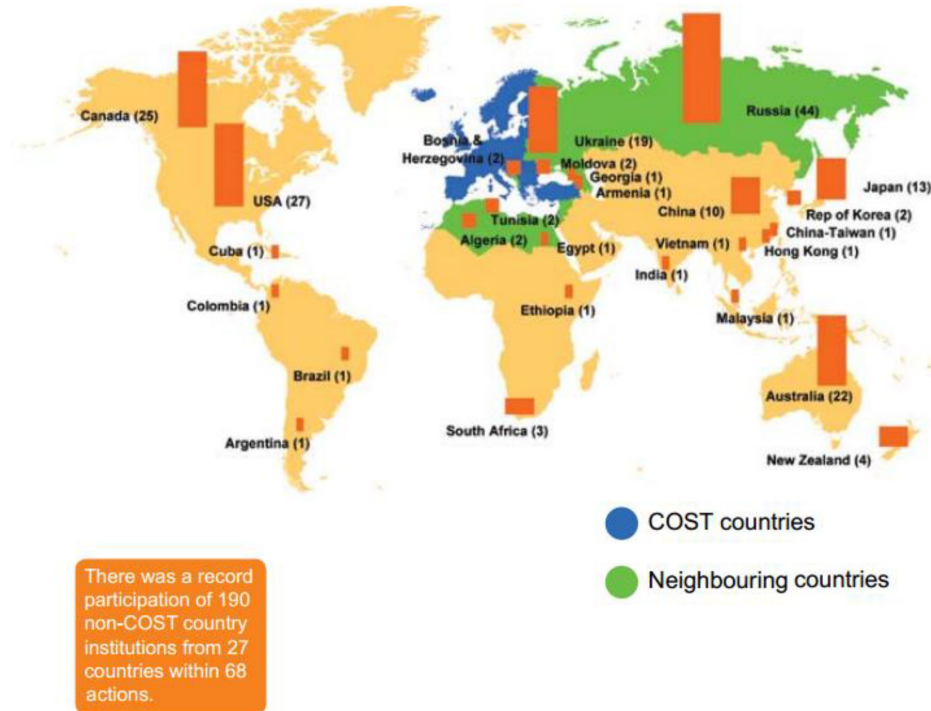 Canada (25)
Russia (44)
Bosnia &
Herzegovina (2)
Ukraine (19)
Moldova (2)
Georgia (1)
Armenia (1)
USA (27)
Japan (13)
China (10)
Rep of Korea (2)
Tunisia (2)
China-Taiwan (1)
Algeria (2)
Egypt (1)
Vietnam (1)
Hong Kong (1)
Cuba (1)
India (1)
Colombia (1)
Ethiopia (1)
Malaysia (1)
Brazil (1)
Australia (22)
South Africa (3)
Argentina (1)
New Zealand (4)
COST countries
Neighbouring countries
There was a record
participation of 190
non-COST country
institutions from 27
countries within 68
actions.